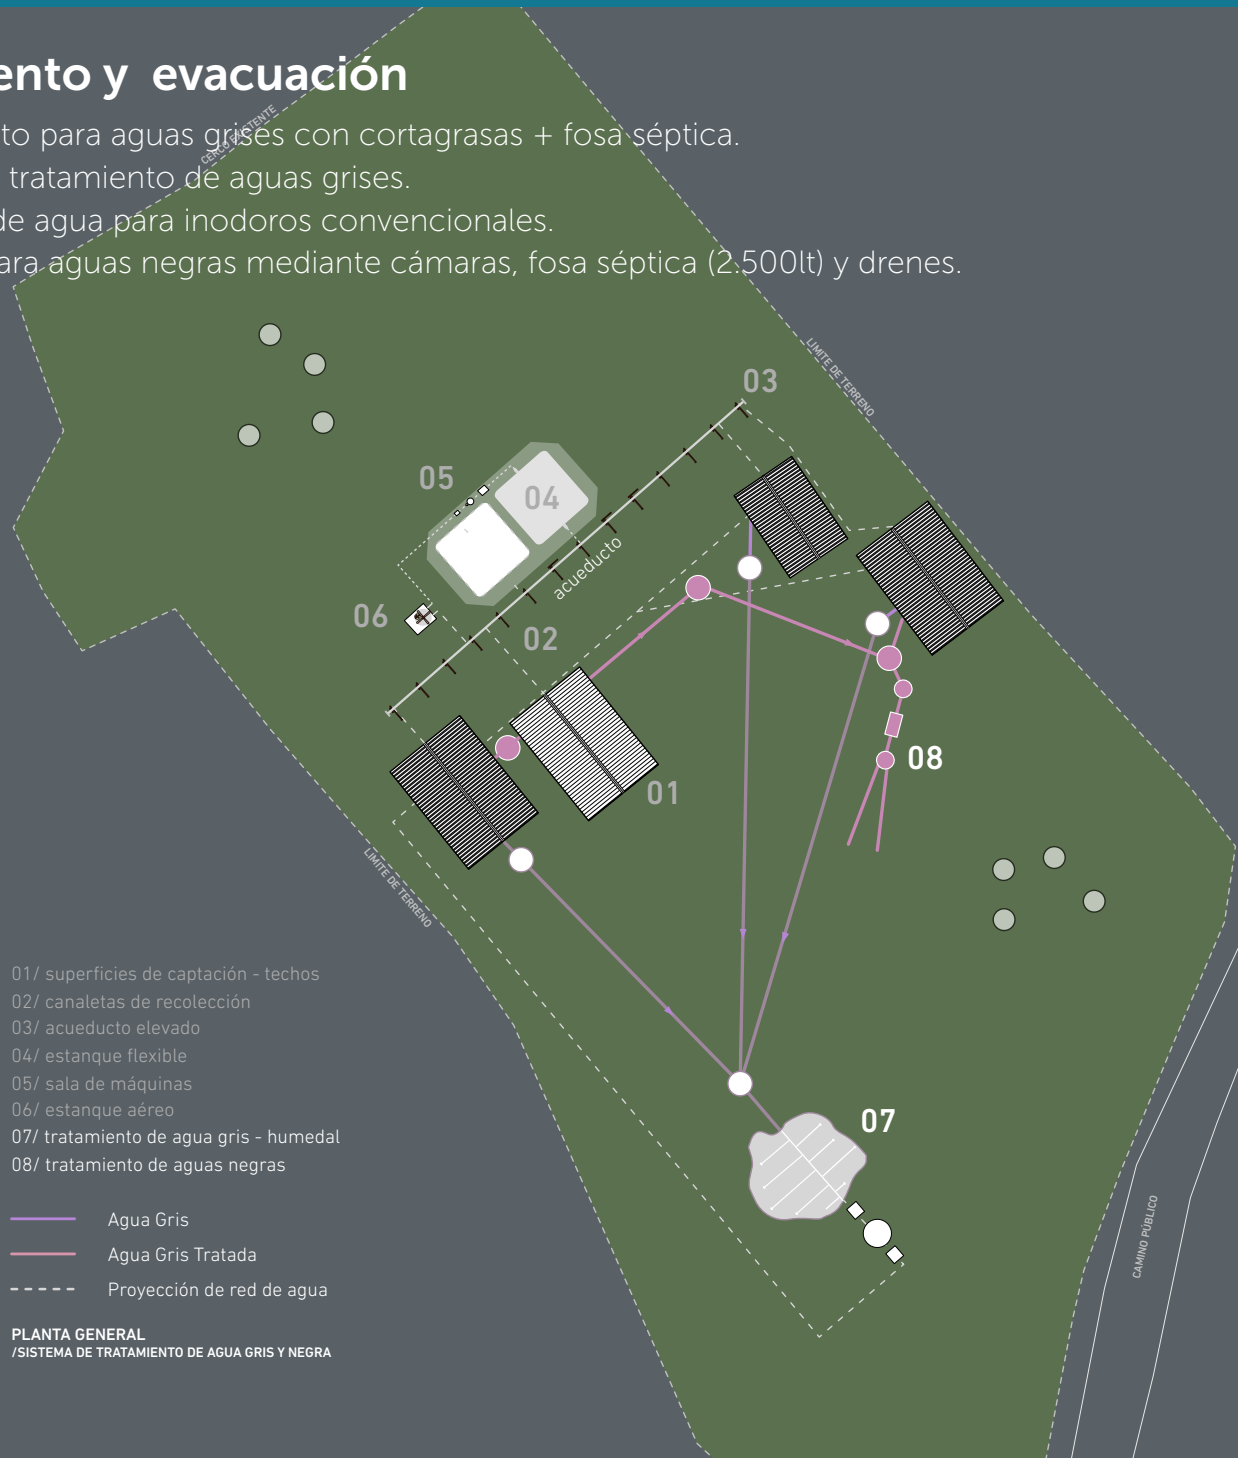 ento y evacuación
to para aguas grises con cortagrasas + fosa séptica.
tratamiento de aguas grises.
de agua para inodoros convencionales.
ara aguas negras mediante cámaras, fosa séptica (2.500lt) y drenes.
CERCO EXISTENTE
LIMITE DE TERRENO
03
05
04
acueducto
06
02
08
01
LIMITE DE TERRENO
07
CAMINO PÚBLICO
01/ superficies de captación - techos
02/ canaletas de recolección
03/ acueducto elevado
04/ estanque flexible
05/ sala de máquinas
06/ estanque aéreo
07/ tratamiento de agua gris - humedal
08/ tratamiento de aguas negras
Agua Gris
Agua Gris Tratada
Proyección de red de agua
PLANTA GENERAL
/SISTEMA DE TRATAMIENTO DE AGUA GRIS Y NEGRA